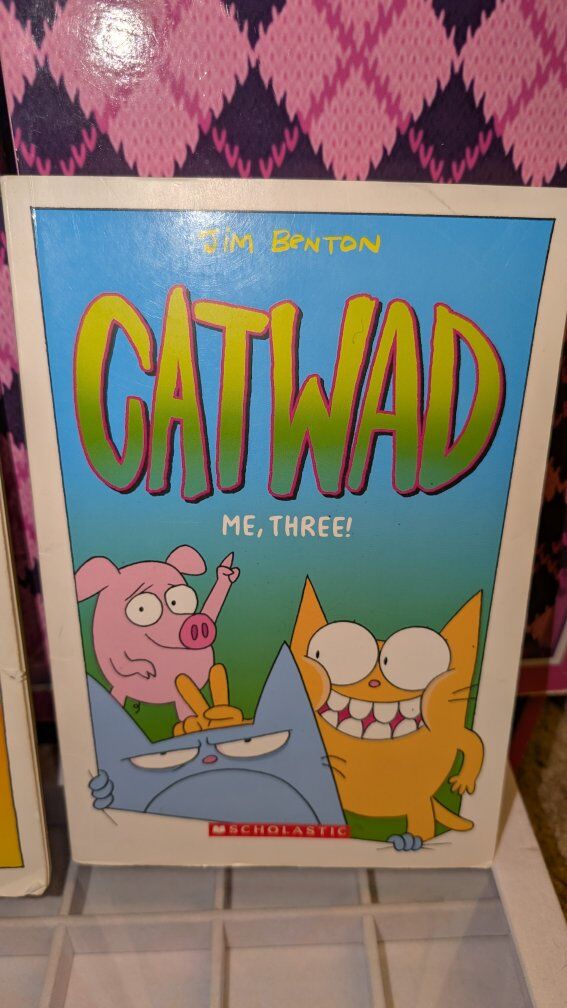 JiM BeNTON
CATWAD
ME, THREE!
SCHOLASTIC